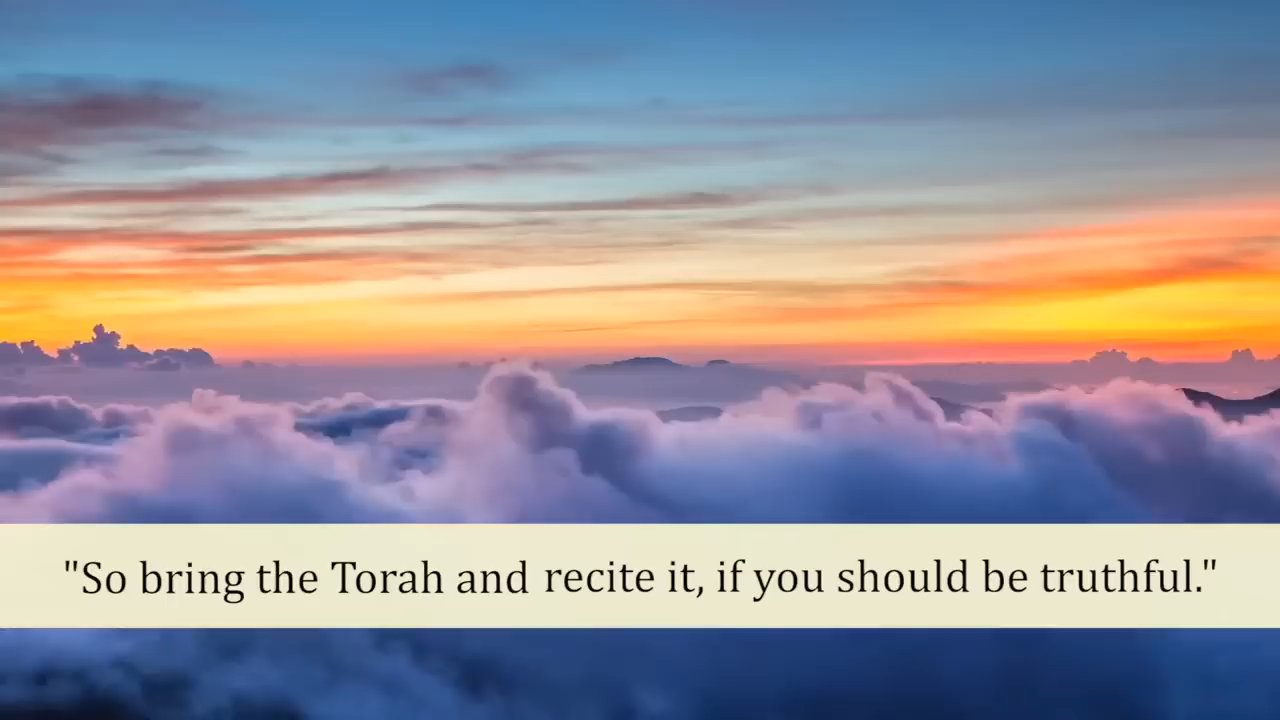 "So bring the Torah and recite it, if you should be truthful."